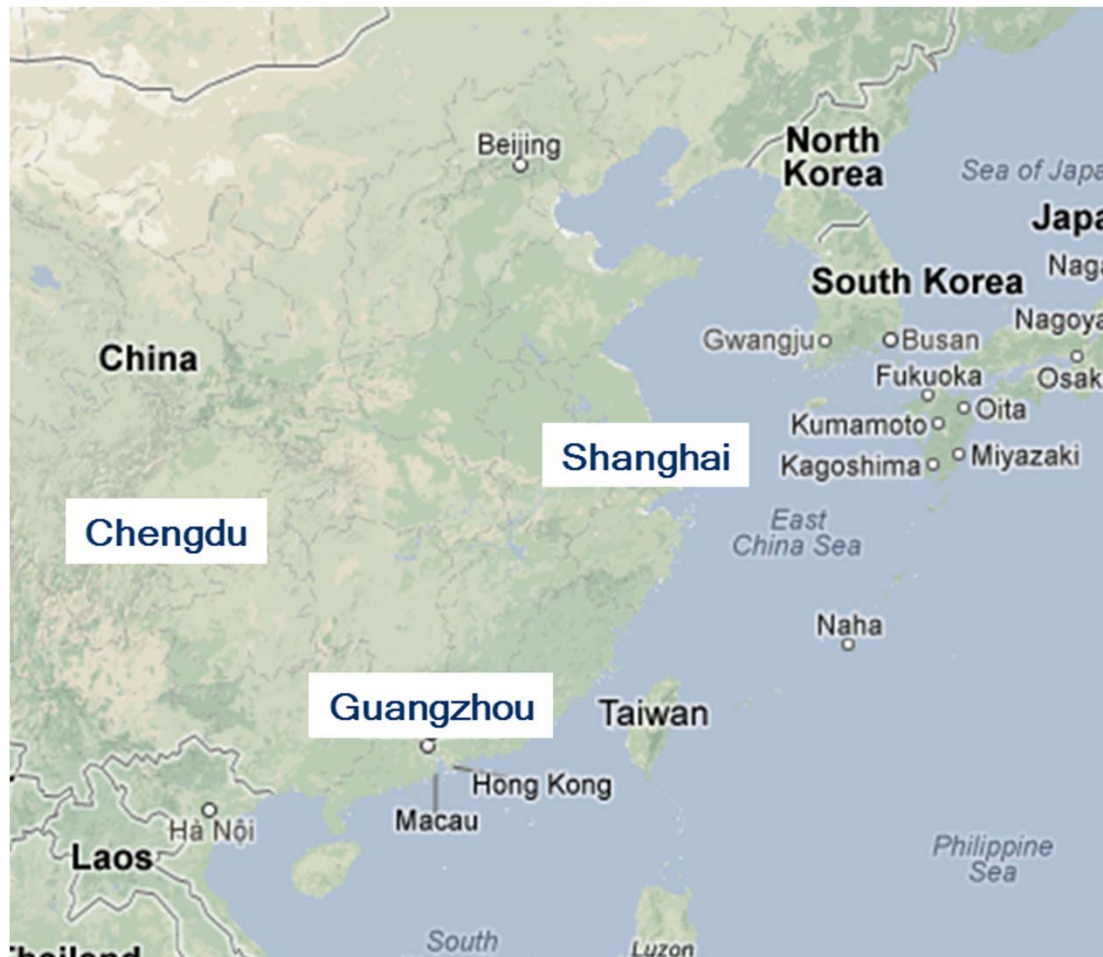 Beijing
North
Korea
Sea of Japa
Japa
South Korea
Naga
Nagoya
Gwangju
Busan
China
Fukuoka
Osak
Oita
Kumamoto
Shanghai
Miyazaki
Kagoshima
Chengdu
East
China Sea
Naha
Guangzhou
Taiwan
Hong Kong
Macau
Hà Nội
Laos
Philippine
Sea
South
Luzon
Thailand